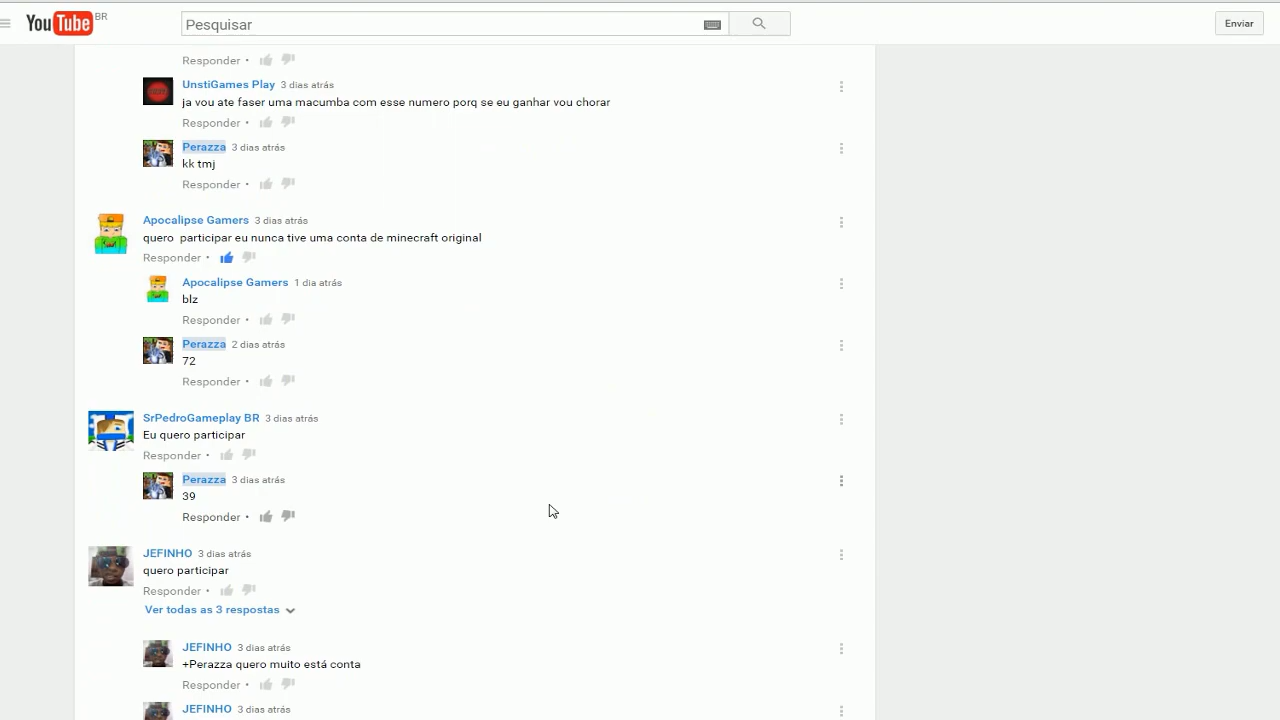 YouTube BR
Pesquisar
Enviar
Responder •
UnstiGames Play 3 dias atrás
ja vou ate faser uma macumba com esse numero porq se eu ganhar vou chorar
Responder •
Perazza 3 dias atrás
kk tmj
Responder •
Apocalipse Gamers 3 dias atrás
quero participar eu nunca tive uma conta de minecraft original
Responder •
Apocalipse Gamers 1 dia atrás
blz
Responder •
Perazza 2 dias atrás
72
Responder •
SrPedroGameplay BR 3 dias atrás
Eu quero participar
Responder •
Perazza 3 dias atrás
39
Responder •
JEFINHO 3 dias atrás
quero participar
Responder •
Ver todas as 3 respostas
JEFINHO 3 dias atrás
+Perazza quero muito está conta
Responder •
JEFINHO 3 dias atrás